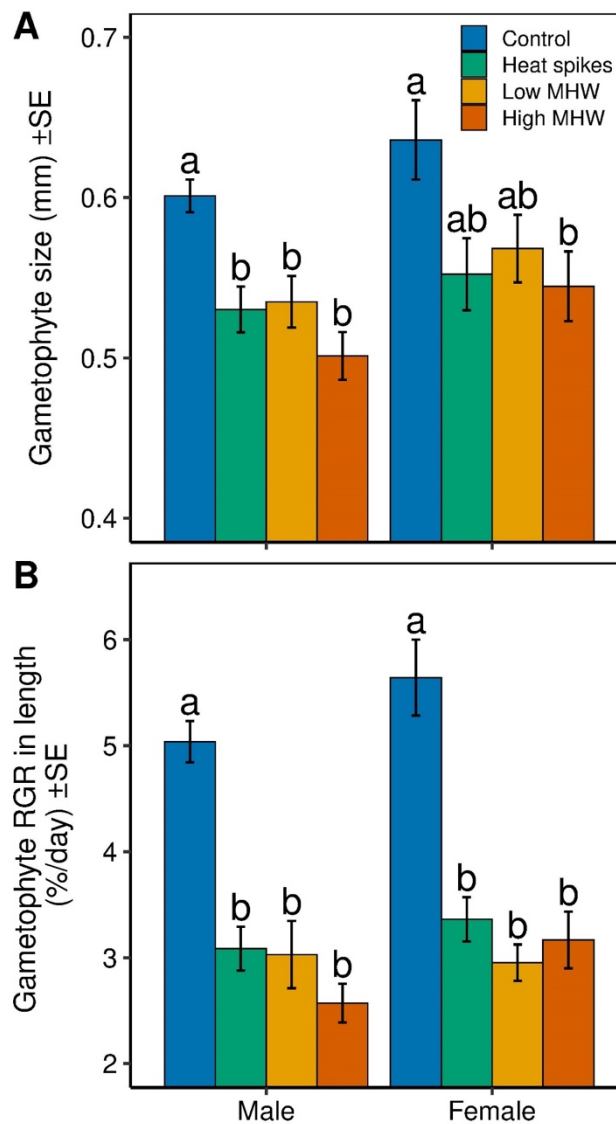 A
Gametophyte size (mm) ±SE
0.7
0.6
0.5
0.4
Control
Heat spikes
Low MHW
High MHW
a
b
b
b
a
ab
ab
b
B
Gametophyte RGR in length
(%/day) ±SE
6
5
4
3
2
a
b
b
b
a
b
b
b
Male
Female